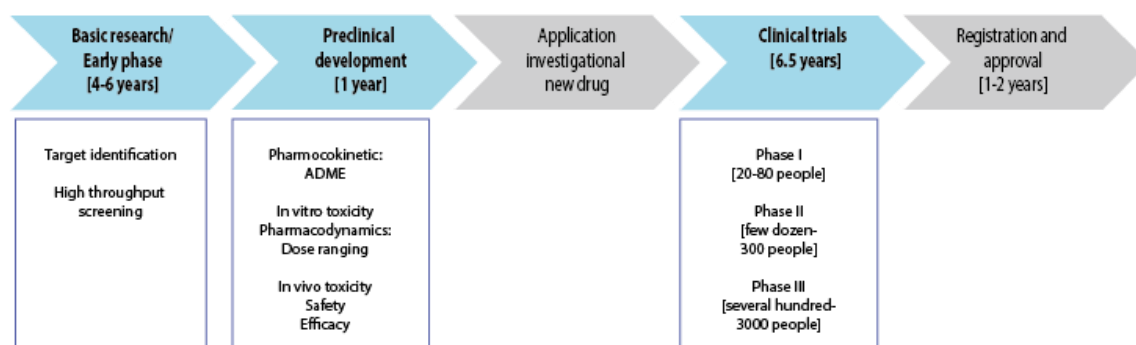 Basic research/
Early phase
[4-6 years]
Preclinical
development
[1 year]
Application
investigational
new drug
Clinical trials
[6.5 years]
Registration and
approval
[1-2 years]
Target identification
High throughput
screening
Pharmocokinetic:
ADME
In vitro toxicity
Pharmacodynamics:
Dose ranging
In vivo toxicity
Safety
Efficacy
Phase I
[20-80 people]
Phase II
[few dozen-
300 people]
Phase III
[several hundred-
3000 people]